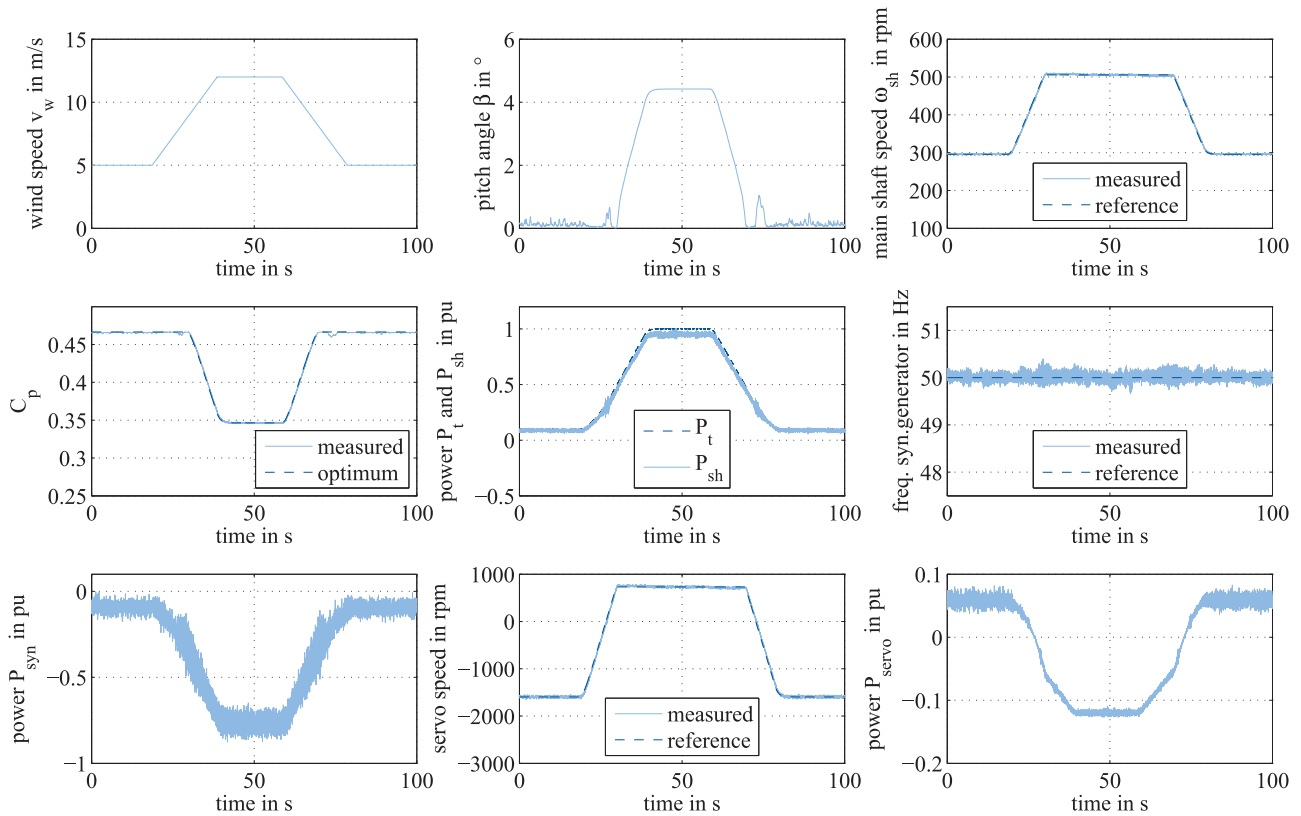 15
10
5
0
wind speed v_w in m/s
0 50 100
time in s
6
4
2
0
pitch angle β in °
0 50 100
time in s
600
500
400
300
200
100
main shaft speed ω_sh in rpm
measured
reference
0 50 100
time in s
0.45
0.4
0.35
0.3
0.25
C_p
measured
optimum
0 50 100
time in s
1
0.5
0
−0.5
power P_t and P_sh in pu
P_t
P_sh
0 50 100
time in s
51
50
49
48
freq. syn.generator in Hz
measured
reference
0 50 100
time in s
0
−0.5
−1
power P_syn in pu
0 50 100
time in s
1000
0
−1000
−2000
−3000
servo speed in rpm
measured
reference
0 50 100
time in s
0.1
0
−0.1
−0.2
power P_servo in pu
0 50 100
time in s